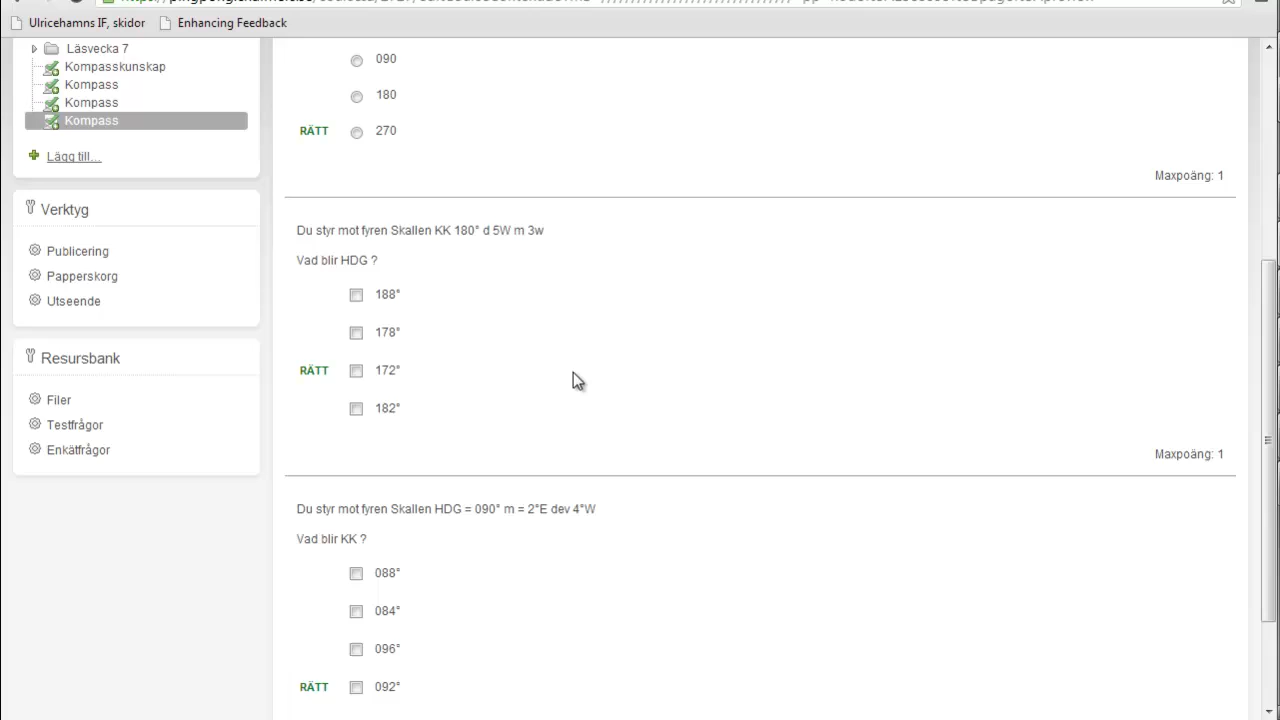 Ulricehamns IF, skidor
Enhancing Feedback
Läsvecka 7
Kompasskunskap
Kompass
Kompass
Kompass
Lägg till...
Verktyg
Publicering
Papperskorg
Utseende
Resursbank
Filer
Testfrågor
Enkätfrågor
090
180
RÄTT 270
Maxpoäng: 1
Du styr mot fyren Skallen KK 180° d 5W m 3w
Vad blir HDG ?
188°
178°
RÄTT 172°
182°
Maxpoäng: 1
Du styr mot fyren Skallen HDG = 090° m = 2°E dev 4°W
Vad blir KK ?
088°
084°
096°
RÄTT 092°